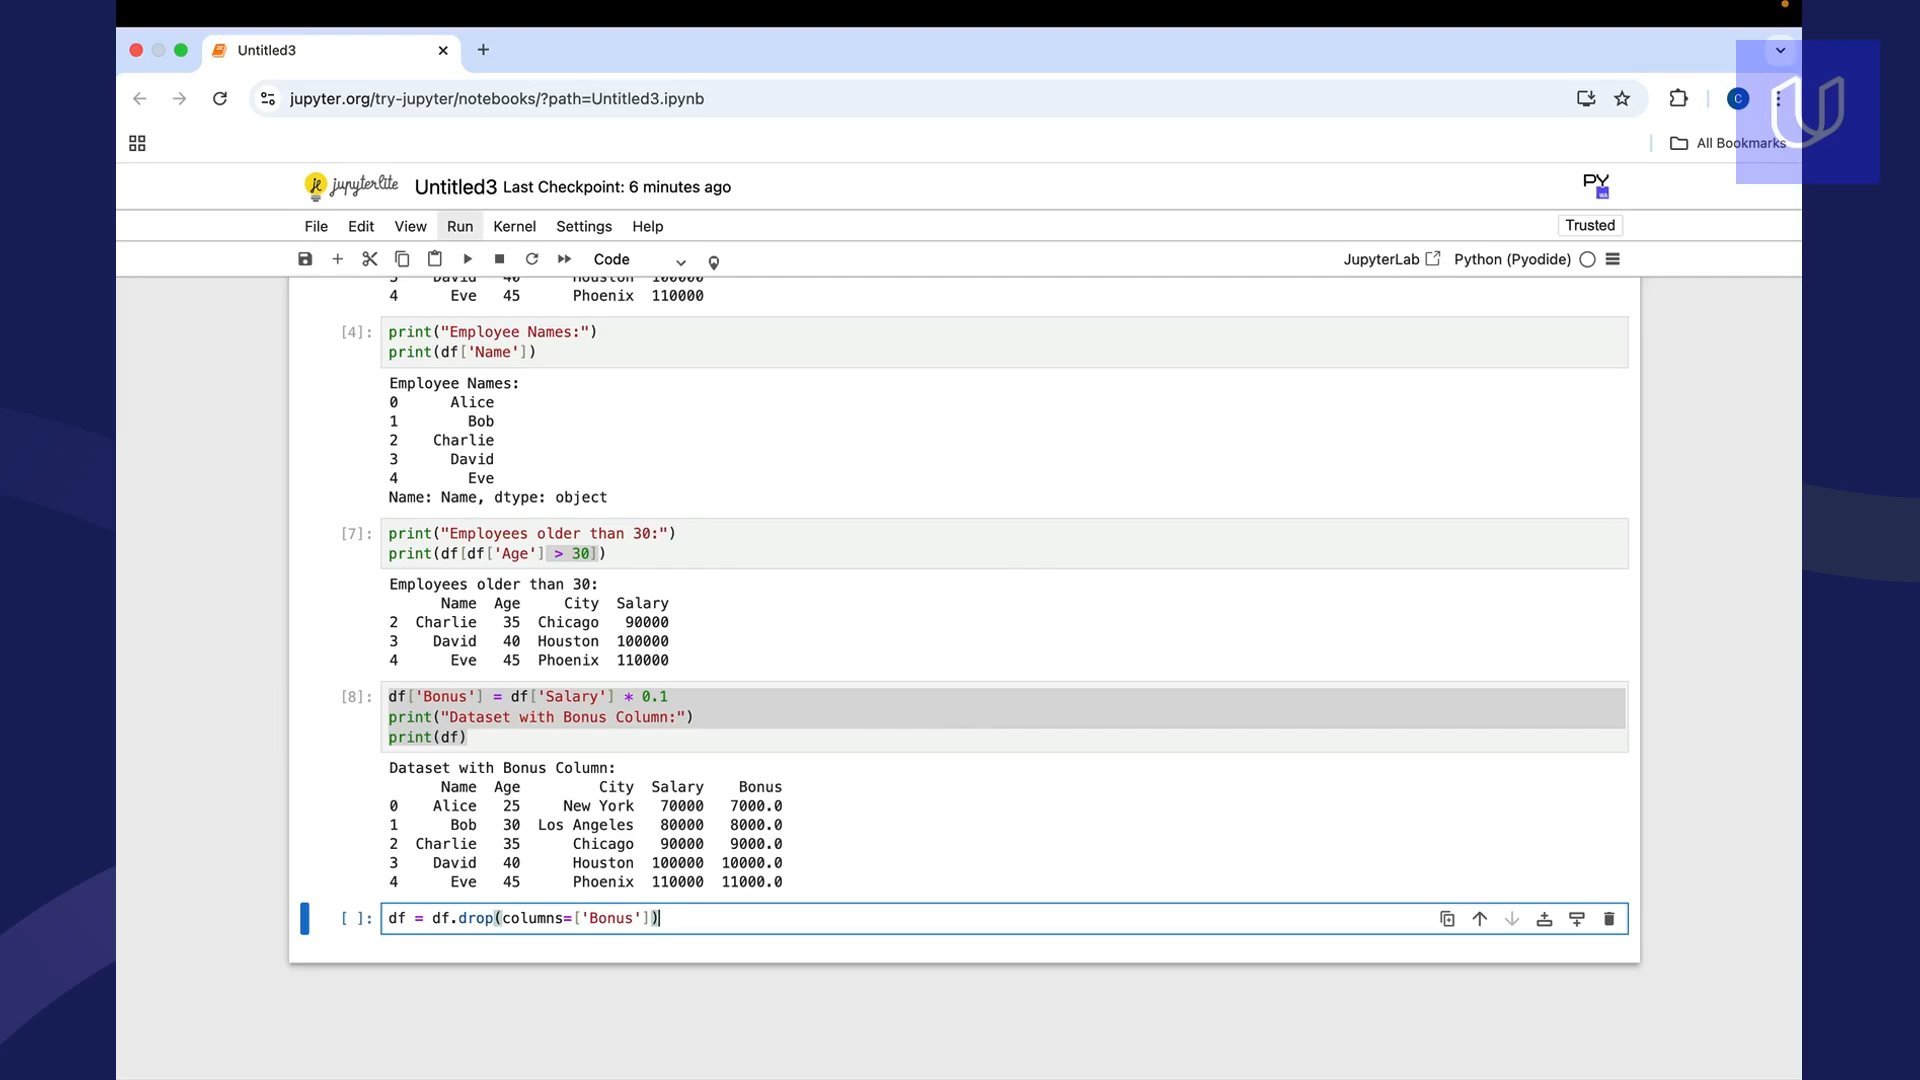 Untitled3
jupyter.org/try-jupyter/notebooks/?path=Untitled3.ipynb
C
All Bookmarks
jupyterlite Untitled3 Last Checkpoint: 6 minutes ago
PY
File Edit View Run Kernel Settings Help
Trusted
Code
JupyterLab Python (Pyodide)
3 David 40 Houston 100000
4 Eve 45 Phoenix 110000
[4]: print("Employee Names:")
print(df['Name'])
Employee Names:
0 Alice
1 Bob
2 Charlie
3 David
4 Eve
Name: Name, dtype: object
[7]: print("Employees older than 30:")
print(df[df['Age'] > 30])
Employees older than 30:
Name Age City Salary
2 Charlie 35 Chicago 90000
3 David 40 Houston 100000
4 Eve 45 Phoenix 110000
[8]: df['Bonus'] = df['Salary'] * 0.1
print("Dataset with Bonus Column:")
print(df)
Dataset with Bonus Column:
Name Age City Salary Bonus
0 Alice 25 New York 70000 7000.0
1 Bob 30 Los Angeles 80000 8000.0
2 Charlie 35 Chicago 90000 9000.0
3 David 40 Houston 100000 10000.0
4 Eve 45 Phoenix 110000 11000.0
[ ]: df = df.drop(columns=['Bonus'])